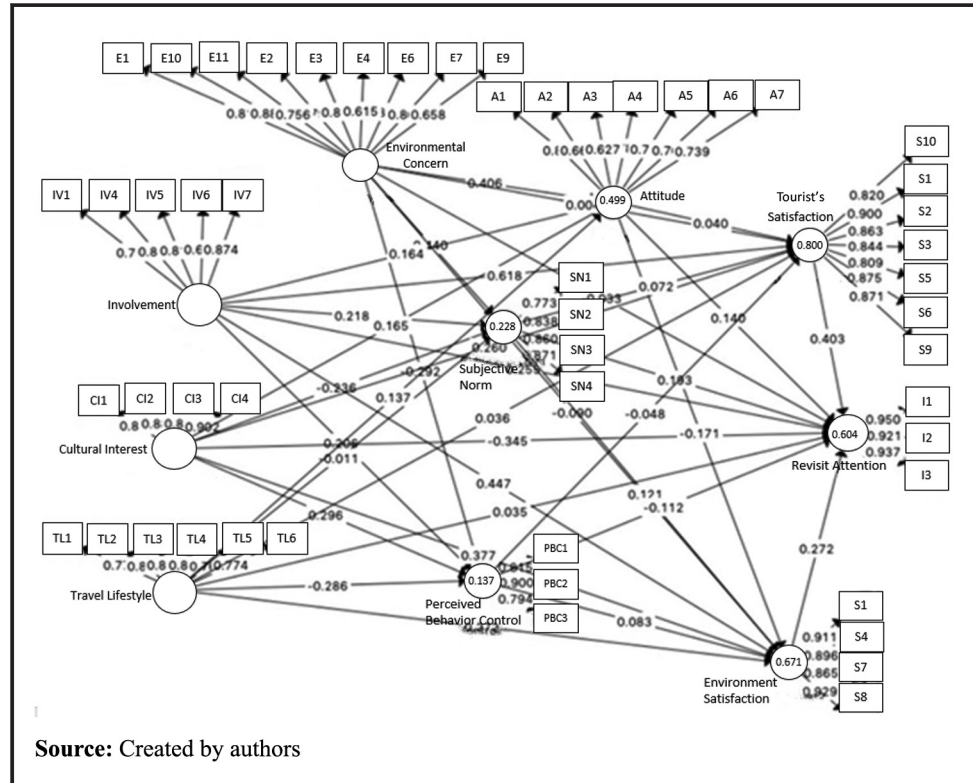 E1 E10 E11 E2 E3 E4 E6 E7 E9
A1 A2 A3 A4 A5 A6 A7
0.756 0.615 0.658
0.627 0.739
Environmental
Concern
S10
S1
S2
S3
S5
S6
S9
IV1 IV4 IV5 IV6 IV7
0.874
0.406
Attitude
0.499
Tourist's
Satisfaction
0.800
0.820
0.900
0.863
0.844
0.809
0.875
0.871
0.040
0.164
0.618
0.072
0.140
0.403
Involvement
0.218
0.165
SN1
SN2
SN3
SN4
0.773
0.838
0.860
0.871
0.228
Subjective
Norm
0.260
-0.292
-0.236
0.137
0.193
CI1 CI2 CI3 CI4
0.902
Cultural Interest
0.036
-0.090
-0.048
-0.345
-0.171
0.604
Revisit Attention
0.950
0.921
0.937
I1
I2
I3
-0.011
0.447
0.121
-0.112
0.035
0.296
0.272
TL1 TL2 TL3 TL4 TL5 TL6
0.774
Travel Lifestyle
-0.286
0.377
0.137
Perceived
Behavior Control
0.815
0.900
0.794
PBC1
PBC2
PBC3
0.083
0.671
Environment
Satisfaction
0.911
0.896
0.865
0.929
S1
S4
S7
S8
Source: Created by authors